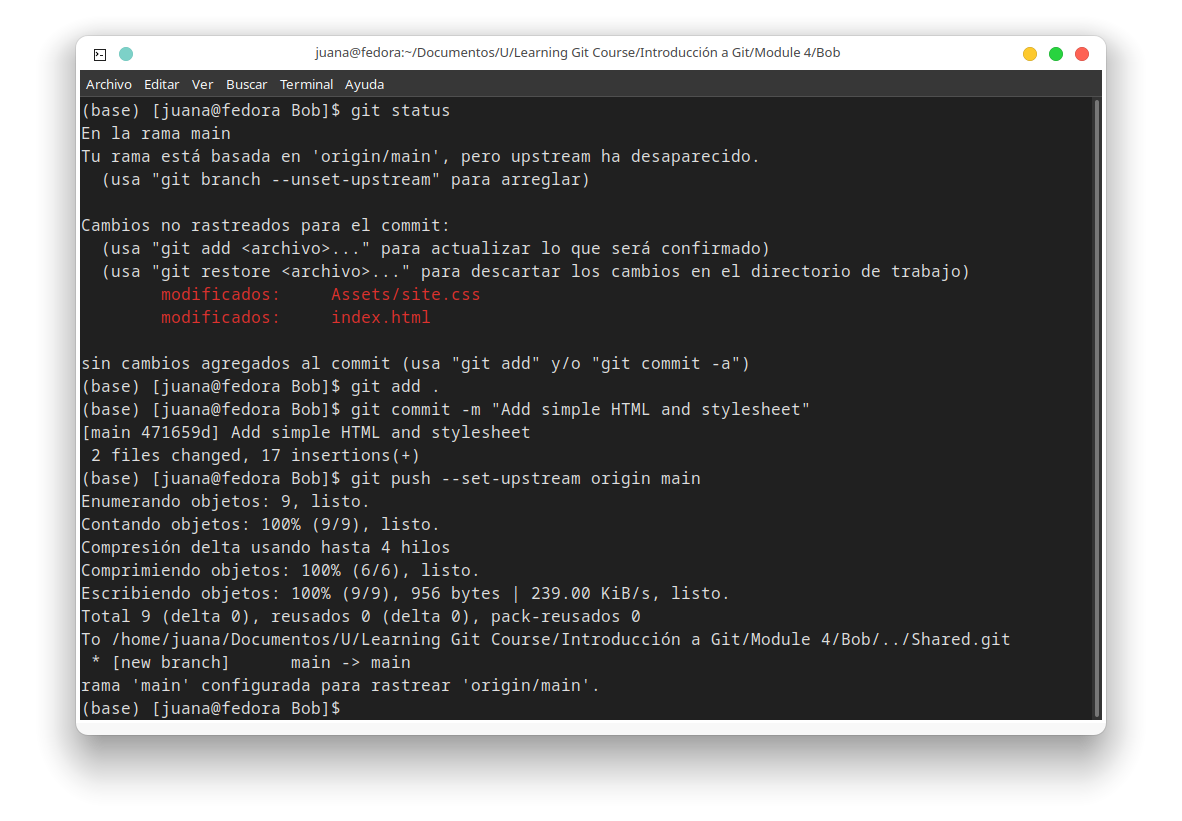 juana@fedora:~/Documentos/U/Learning Git Course/Introducción a Git/Module 4/Bob
Archivo Editar Ver Buscar Terminal Ayuda
(base) [juana@fedora Bob]$ git status
En la rama main
Tu rama está basada en 'origin/main', pero upstream ha desaparecido.
  (usa "git branch --unset-upstream" para arreglar)

Cambios no rastreados para el commit:
  (usa "git add <archivo>..." para actualizar lo que será confirmado)
  (usa "git restore <archivo>..." para descartar los cambios en el directorio de trabajo)
        modificados:     Assets/site.css
        modificados:     index.html

sin cambios agregados al commit (usa "git add" y/o "git commit -a")
(base) [juana@fedora Bob]$ git add .
(base) [juana@fedora Bob]$ git commit -m "Add simple HTML and stylesheet"
[main 471659d] Add simple HTML and stylesheet
 2 files changed, 17 insertions(+)
(base) [juana@fedora Bob]$ git push --set-upstream origin main
Enumerando objetos: 9, listo.
Contando objetos: 100% (9/9), listo.
Compresión delta usando hasta 4 hilos
Comprimiendo objetos: 100% (6/6), listo.
Escribiendo objetos: 100% (9/9), 956 bytes | 239.00 KiB/s, listo.
Total 9 (delta 0), reusados 0 (delta 0), pack-reusados 0
To /home/juana/Documentos/U/Learning Git Course/Introducción a Git/Module 4/Bob/../Shared.git
 * [new branch]      main -> main
rama 'main' configurada para rastrear 'origin/main'.
(base) [juana@fedora Bob]$